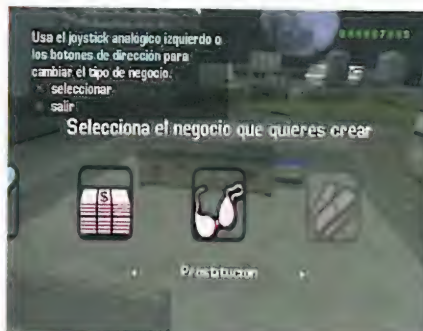 Usa el joystick analógico izquierdo o
los botones de dirección para
cambiar el tipo de negocio.
seleccionar
salir
Selecciona el negocio que quieres crear
$
Prostitución